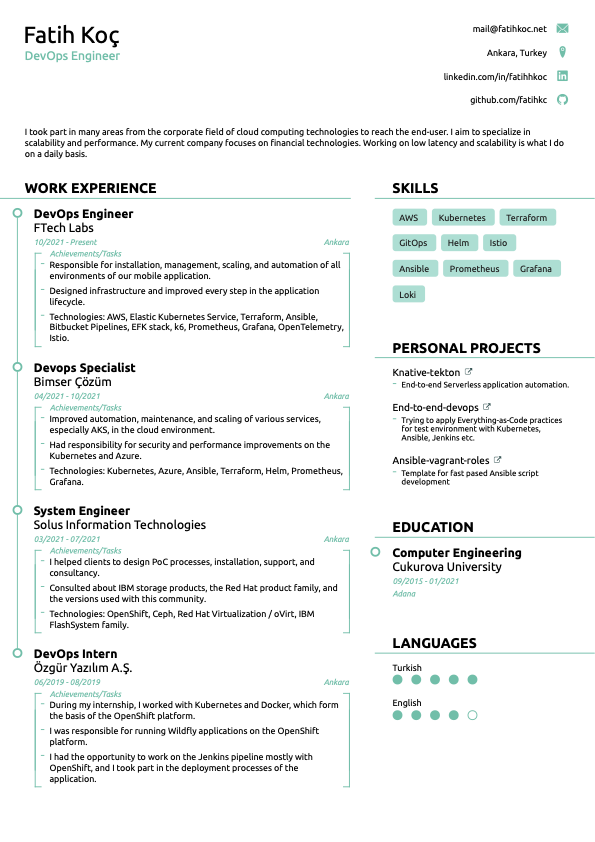 Fatih Koç
DevOps Engineer
mail@fatihkoc.net
Ankara, Turkey
linkedin.com/in/fatihhkoc
github.com/fatihkc
I took part in many areas from the corporate field of cloud computing technologies to reach the end-user. I aim to specialize in
scalability and performance. My current company focuses on financial technologies. Working on low latency and scalability is what I do
on a daily basis.
WORK EXPERIENCE
DevOps Engineer
FTech Labs
10/2021 - Present
Ankara
Achievements/Tasks
- Responsible for installation, management, scaling, and automation of all
environments of our mobile application.
- Designed infrastructure and improved every step in the application
lifecycle.
- Technologies: AWS, Elastic Kubernetes Service, Terraform, Ansible,
Bitbucket Pipelines, EFK stack, k6, Prometheus, Grafana, OpenTelemetry,
Istio.
Devops Specialist
Bimser Çözüm
04/2021 - 10/2021
Ankara
Achievements/Tasks
- Improved automation, maintenance, and scaling of various services,
especially AKS, in the cloud environment.
- Had responsibility for security and performance improvements on the
Kubernetes and Azure.
- Technologies: Kubernetes, Azure, Ansible, Terraform, Helm, Prometheus,
Grafana.
System Engineer
Solus Information Technologies
03/2021 - 07/2021
Ankara
Achievements/Tasks
- I helped clients to design PoC processes, installation, support, and
consultancy.
- Consulted about IBM storage products, the Red Hat product family, and
the versions used with this community.
- Technologies: OpenShift, Ceph, Red Hat Virtualization / oVirt, IBM
FlashSystem family.
DevOps Intern
Özgür Yazılım A.Ş.
06/2019 - 08/2019
Ankara
Achievements/Tasks
- During my internship, I worked with Kubernetes and Docker, which form
the basis of the OpenShift platform.
- I was responsible for running Wildfly applications on the OpenShift
platform.
- I had the opportunity to work on the Jenkins pipeline mostly with
OpenShift, and I took part in the deployment processes of the
application.
SKILLS
AWS Kubernetes Terraform
GitOps Helm Istio
Ansible Prometheus Grafana
Loki
PERSONAL PROJECTS
Knative-tekton
- End-to-end Serverless application automation.
End-to-end-devops
- Trying to apply Everything-as-Code practices
for test environment with Kubernetes,
Ansible, Jenkins etc.
Ansible-vagrant-roles
- Template for fast pased Ansible script
development
EDUCATION
Computer Engineering
Cukurova University
09/2015 - 01/2021
Adana
LANGUAGES
Turkish
English